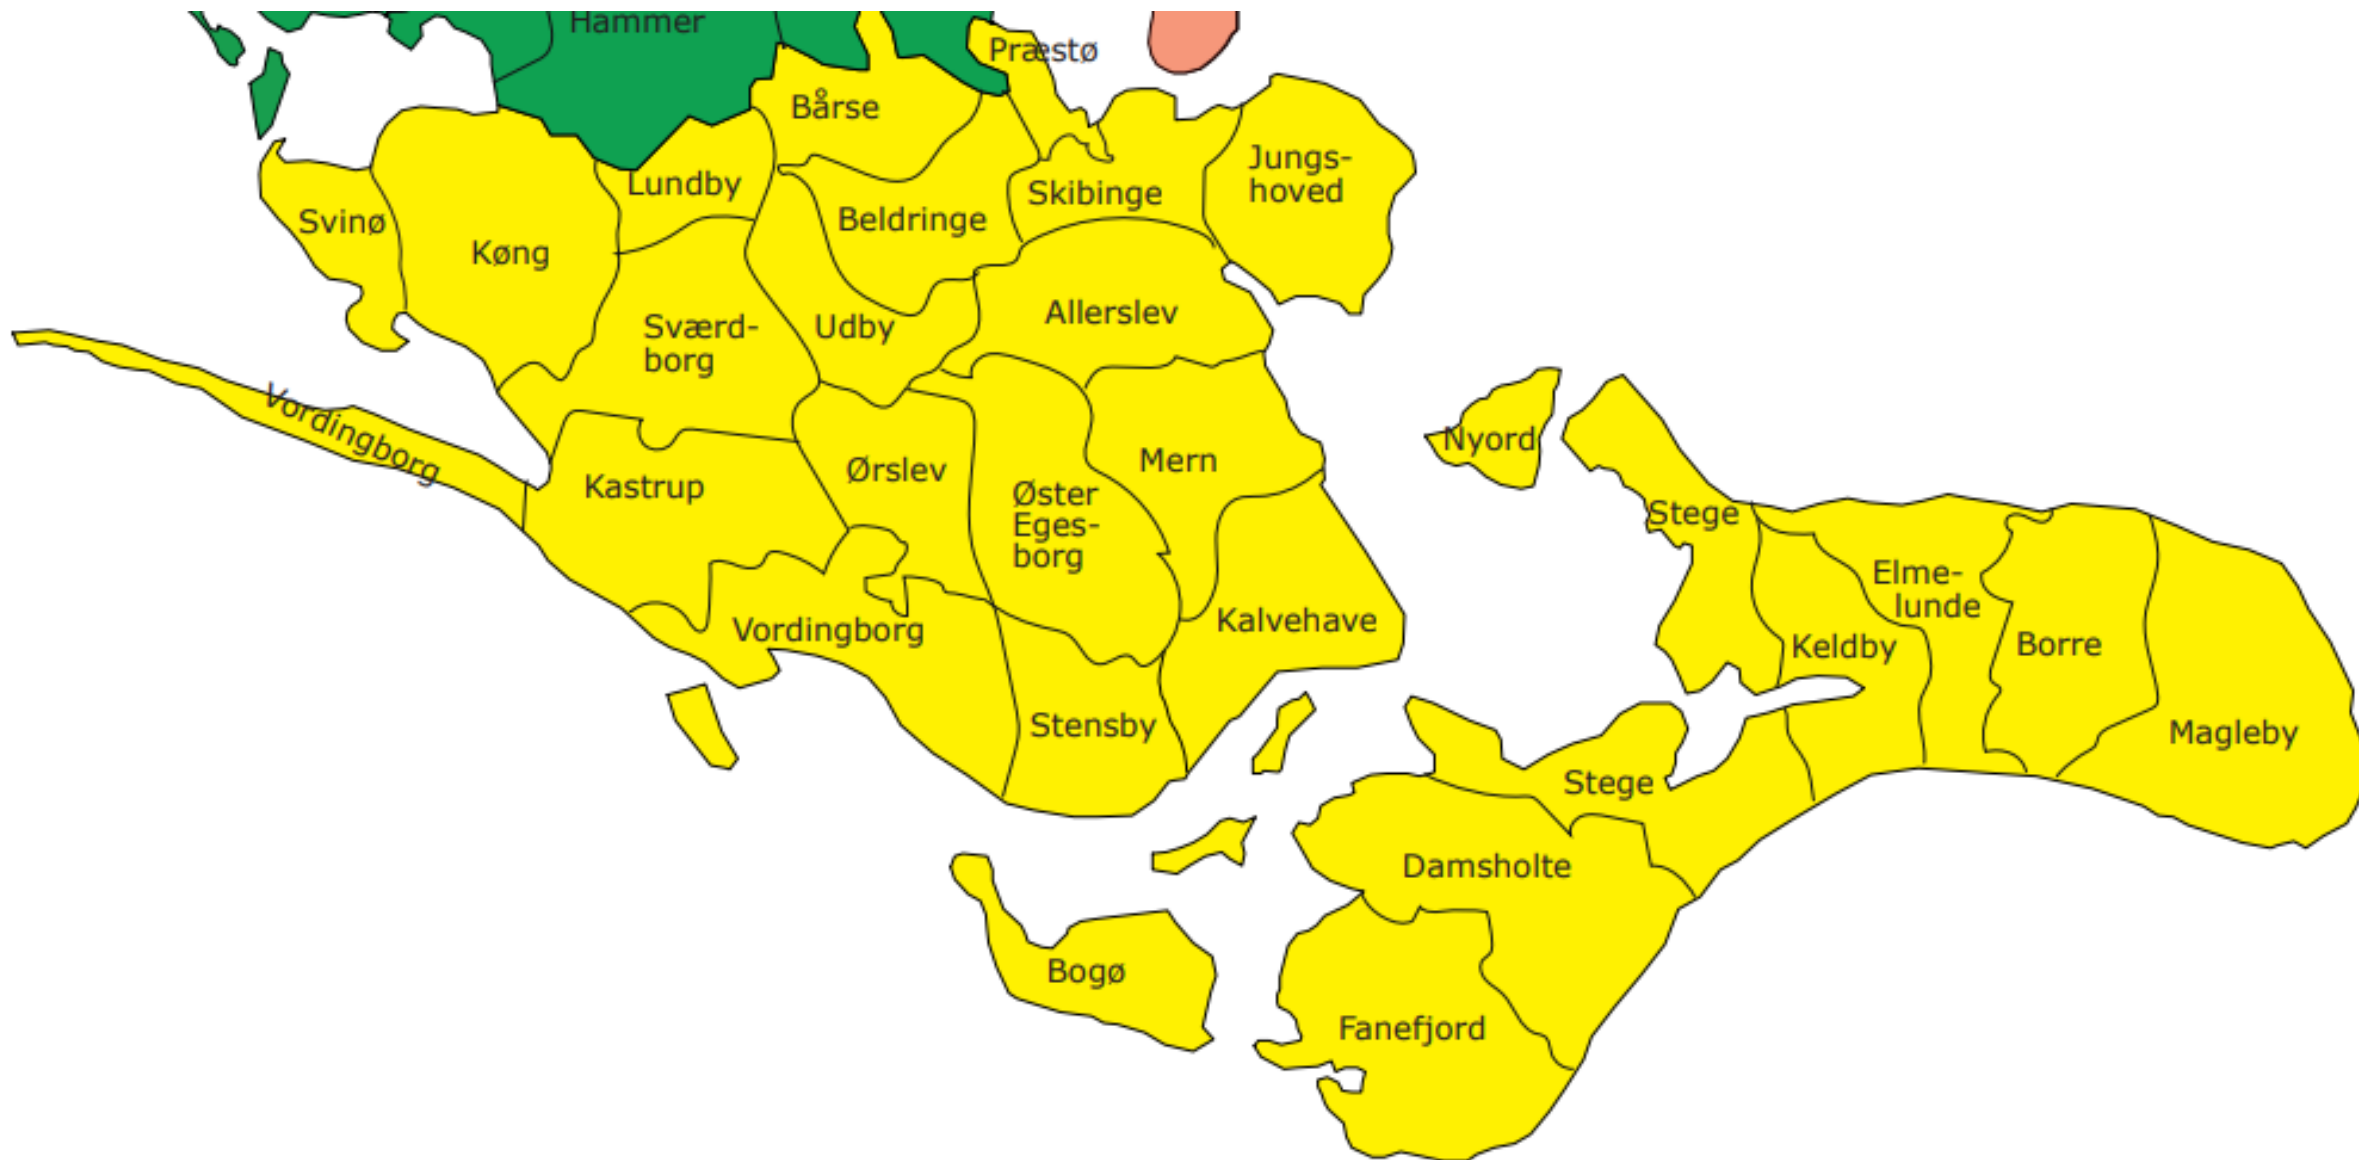 Hammer
Præstø
Bårse
Jungs-
hoved
Lundby
Skibinge
Svinø
Beldringe
Køng
Allerslev
Sværd-
borg
Udby
Vordingborg
Nyord
Mern
Ørslev
Kastrup
Øster
Eges-
borg
Stege
Elme-
lunde
Kalvehave
Vordingborg
Keldby
Borre
Stensby
Magleby
Stege
Damsholte
Bogø
Fanefjord